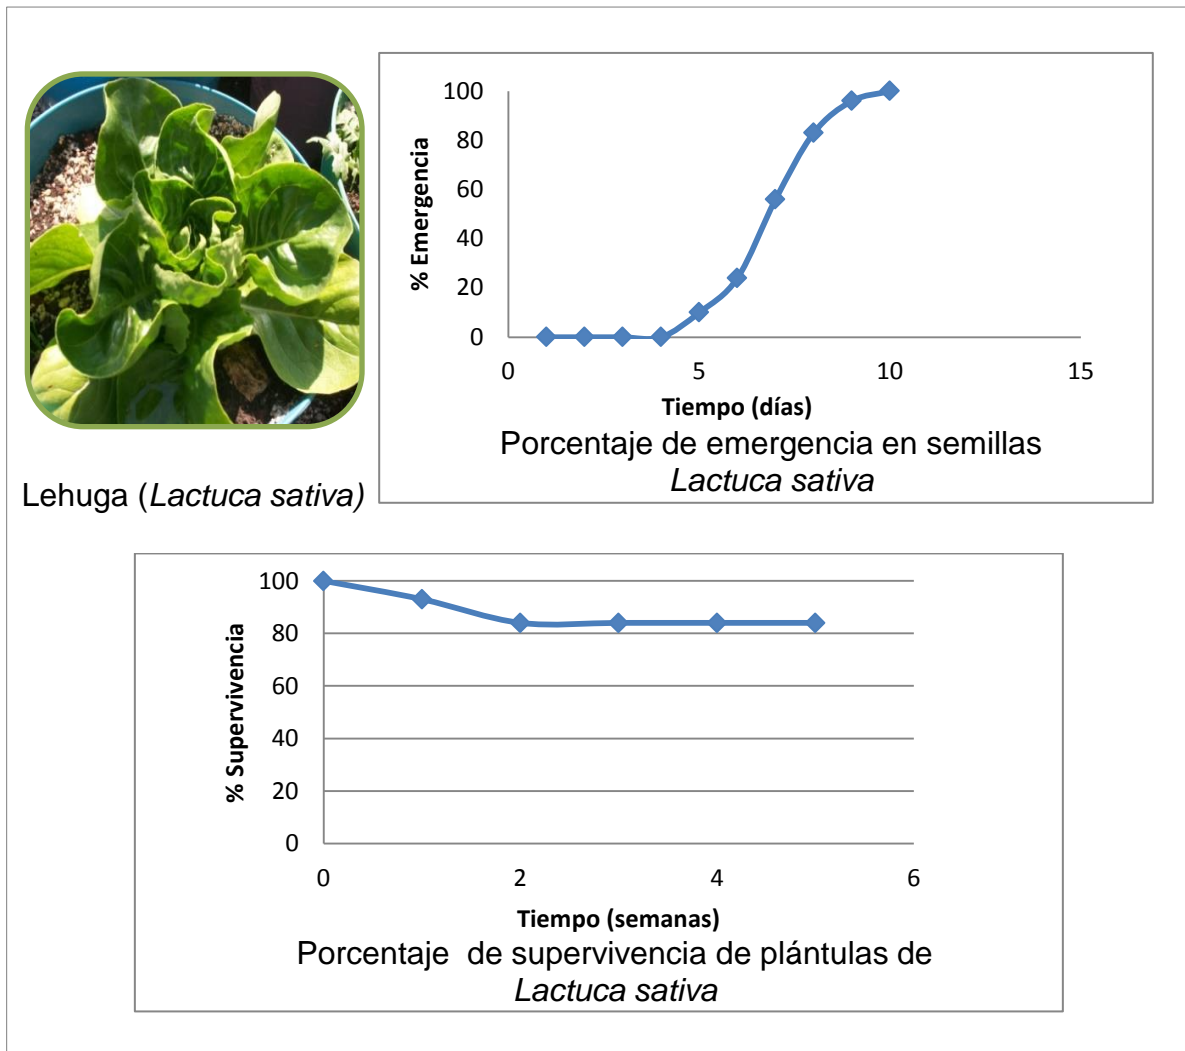 Lehuga (Lactuca sativa)
100
80
60
40
20
0
% Emergencia
0 5 10 15
Tiempo (días)
Porcentaje de emergencia en semillas
Lactuca sativa
100
80
60
40
20
0
% Supervivencia
0 2 4 6
Tiempo (semanas)
Porcentaje de supervivencia de plántulas de
Lactuca sativa